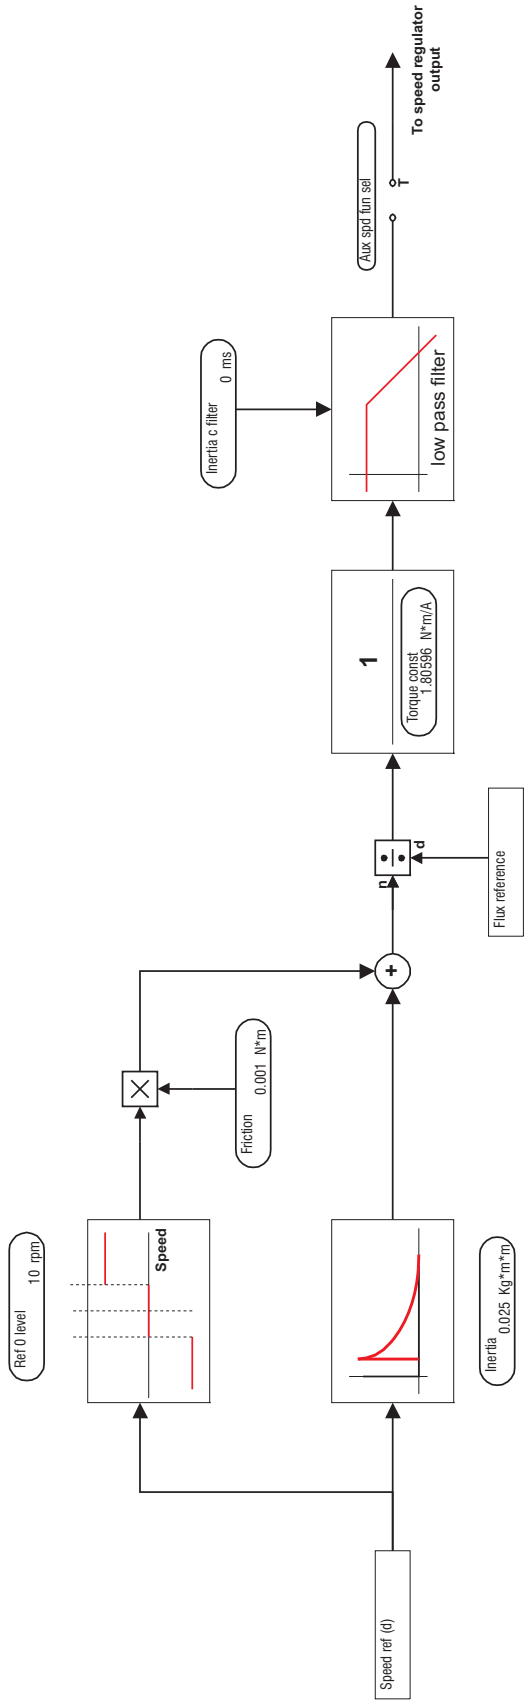 Speed ref (d)
Ref 0 level
10 rpm
Speed
Inertia
0.025 Kg*m*m
Friction
0.001 N*m
+
n
d
Flux reference
1
Torque const
1.80596 N*m/A
Inertia c filter
0 ms
low pass filter
Aux spd fun sel
T
To speed regulator
output